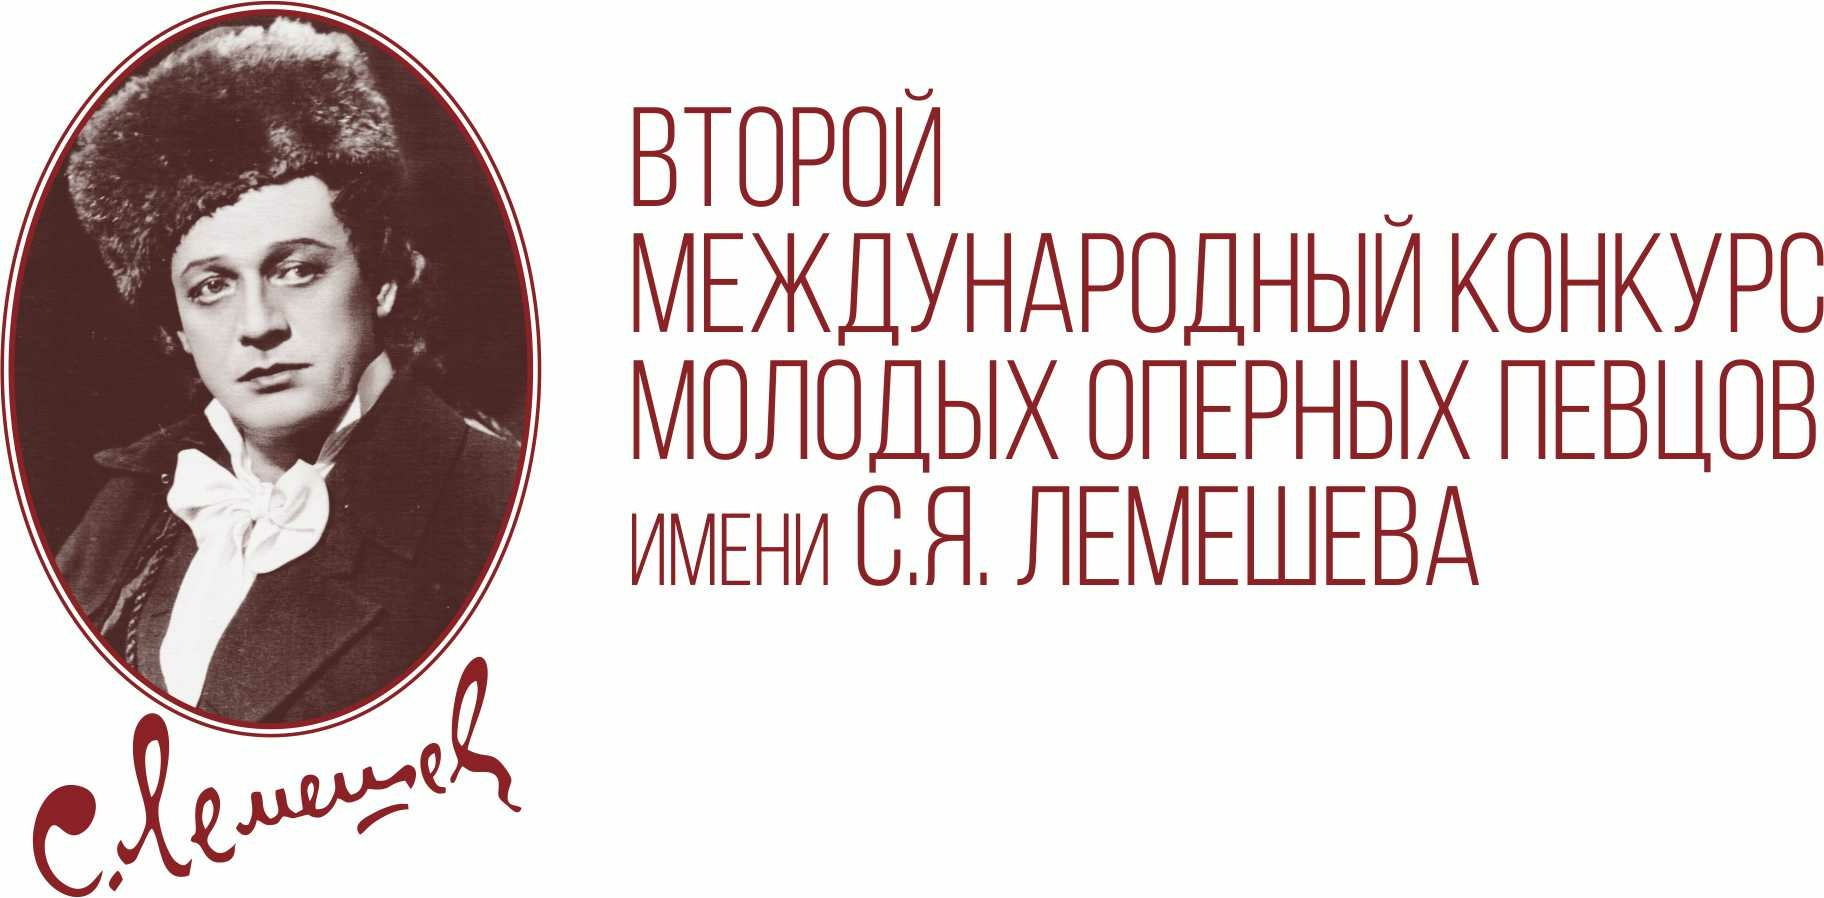 ВТОРОЙ
МЕЖДУНАРОДНЫЙ КОНКУРС
МОЛОДЫХ ОПЕРНЫХ ПЕВЦОВ
ИМЕНИ С.Я. ЛЕМЕШЕВА
С. Лемешев